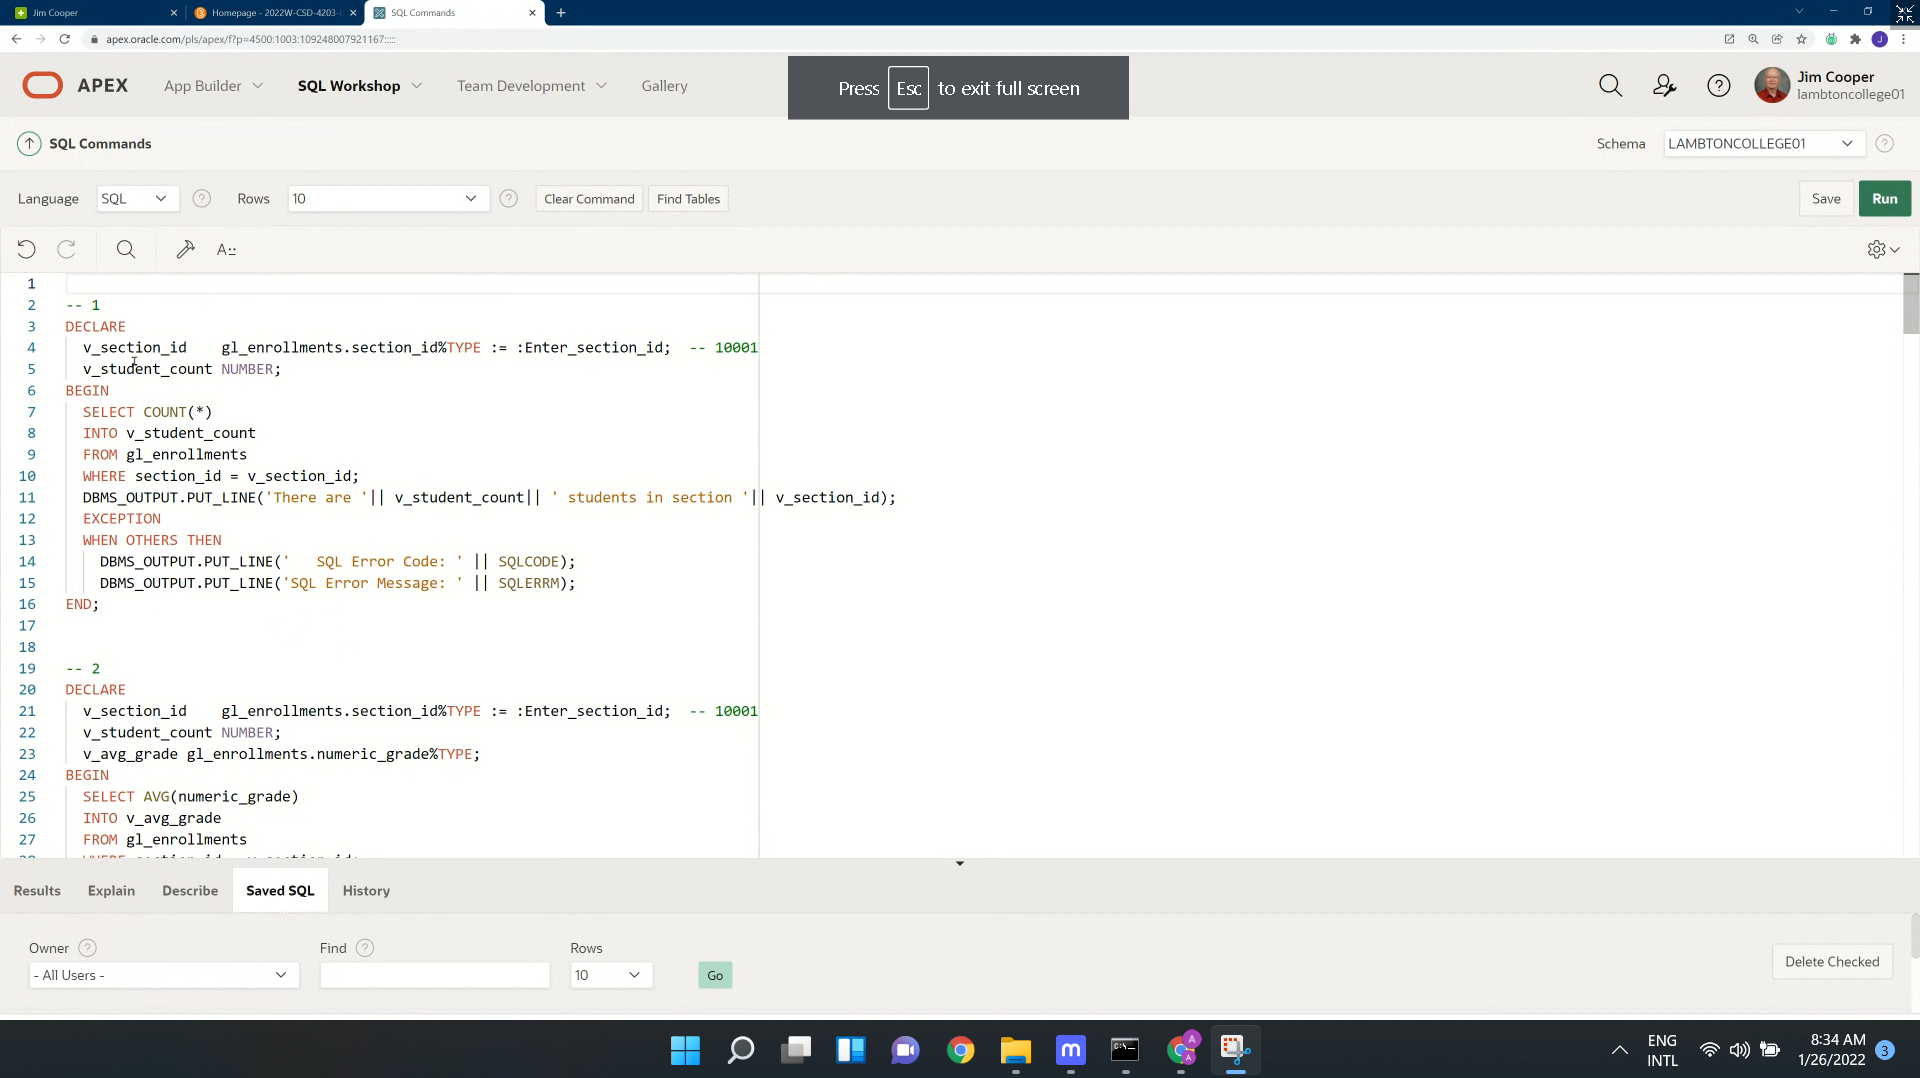 Jim Cooper
Homepage - 2022W-CSD-4203-
SQL Commands
apex.oracle.com/pls/apex/f?p=4500:1003:109248007921167:::::
APEX App Builder SQL Workshop Team Development Gallery
Press Esc to exit full screen
Jim Cooper
lambtoncollege01
SQL Commands
Schema LAMBTONCOLLEGE01
Language SQL Rows 10 Clear Command Find Tables Save Run
1
2 -- 1
3 DECLARE
4 v_section_id gl_enrollments.section_id%TYPE := :Enter_section_id; -- 10001
5 v_student_count NUMBER;
6 BEGIN
7 SELECT COUNT(*)
8 INTO v_student_count
9 FROM gl_enrollments
10 WHERE section_id = v_section_id;
11 DBMS_OUTPUT.PUT_LINE('There are '|| v_student_count|| ' students in section '|| v_section_id);
12 EXCEPTION
13 WHEN OTHERS THEN
14 DBMS_OUTPUT.PUT_LINE('   SQL Error Code: ' || SQLCODE);
15 DBMS_OUTPUT.PUT_LINE('SQL Error Message: ' || SQLERRM);
16 END;
17
18
19 -- 2
20 DECLARE
21 v_section_id gl_enrollments.section_id%TYPE := :Enter_section_id; -- 10001
22 v_student_count NUMBER;
23 v_avg_grade gl_enrollments.numeric_grade%TYPE;
24 BEGIN
25 SELECT AVG(numeric_grade)
26 INTO v_avg_grade
27 FROM gl_enrollments
Results Explain Describe Saved SQL History
Owner Find Rows
- All Users - 10 Go
Delete Checked
ENG
INTL
8:34 AM
1/26/2022
3